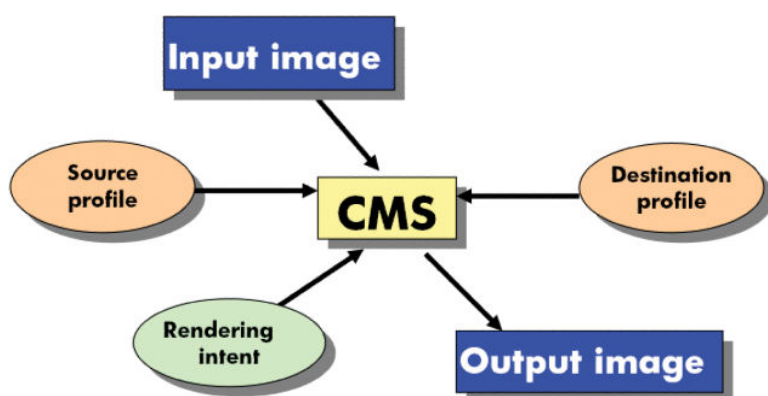 Input image
Source
profile
Destination
profile
CMS
Rendering
intent
Output image